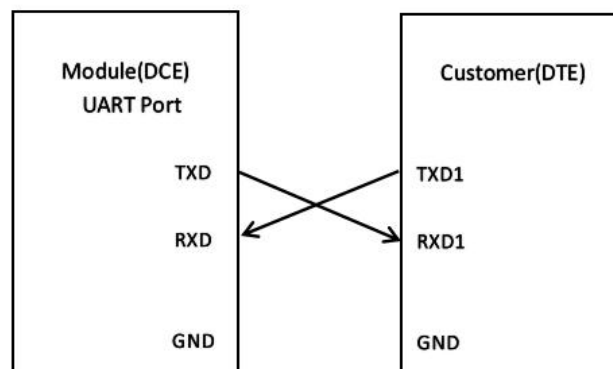 Module(DCE)
UART Port
TXD
RXD
GND
Customer(DTE)
TXD1
RXD1
GND